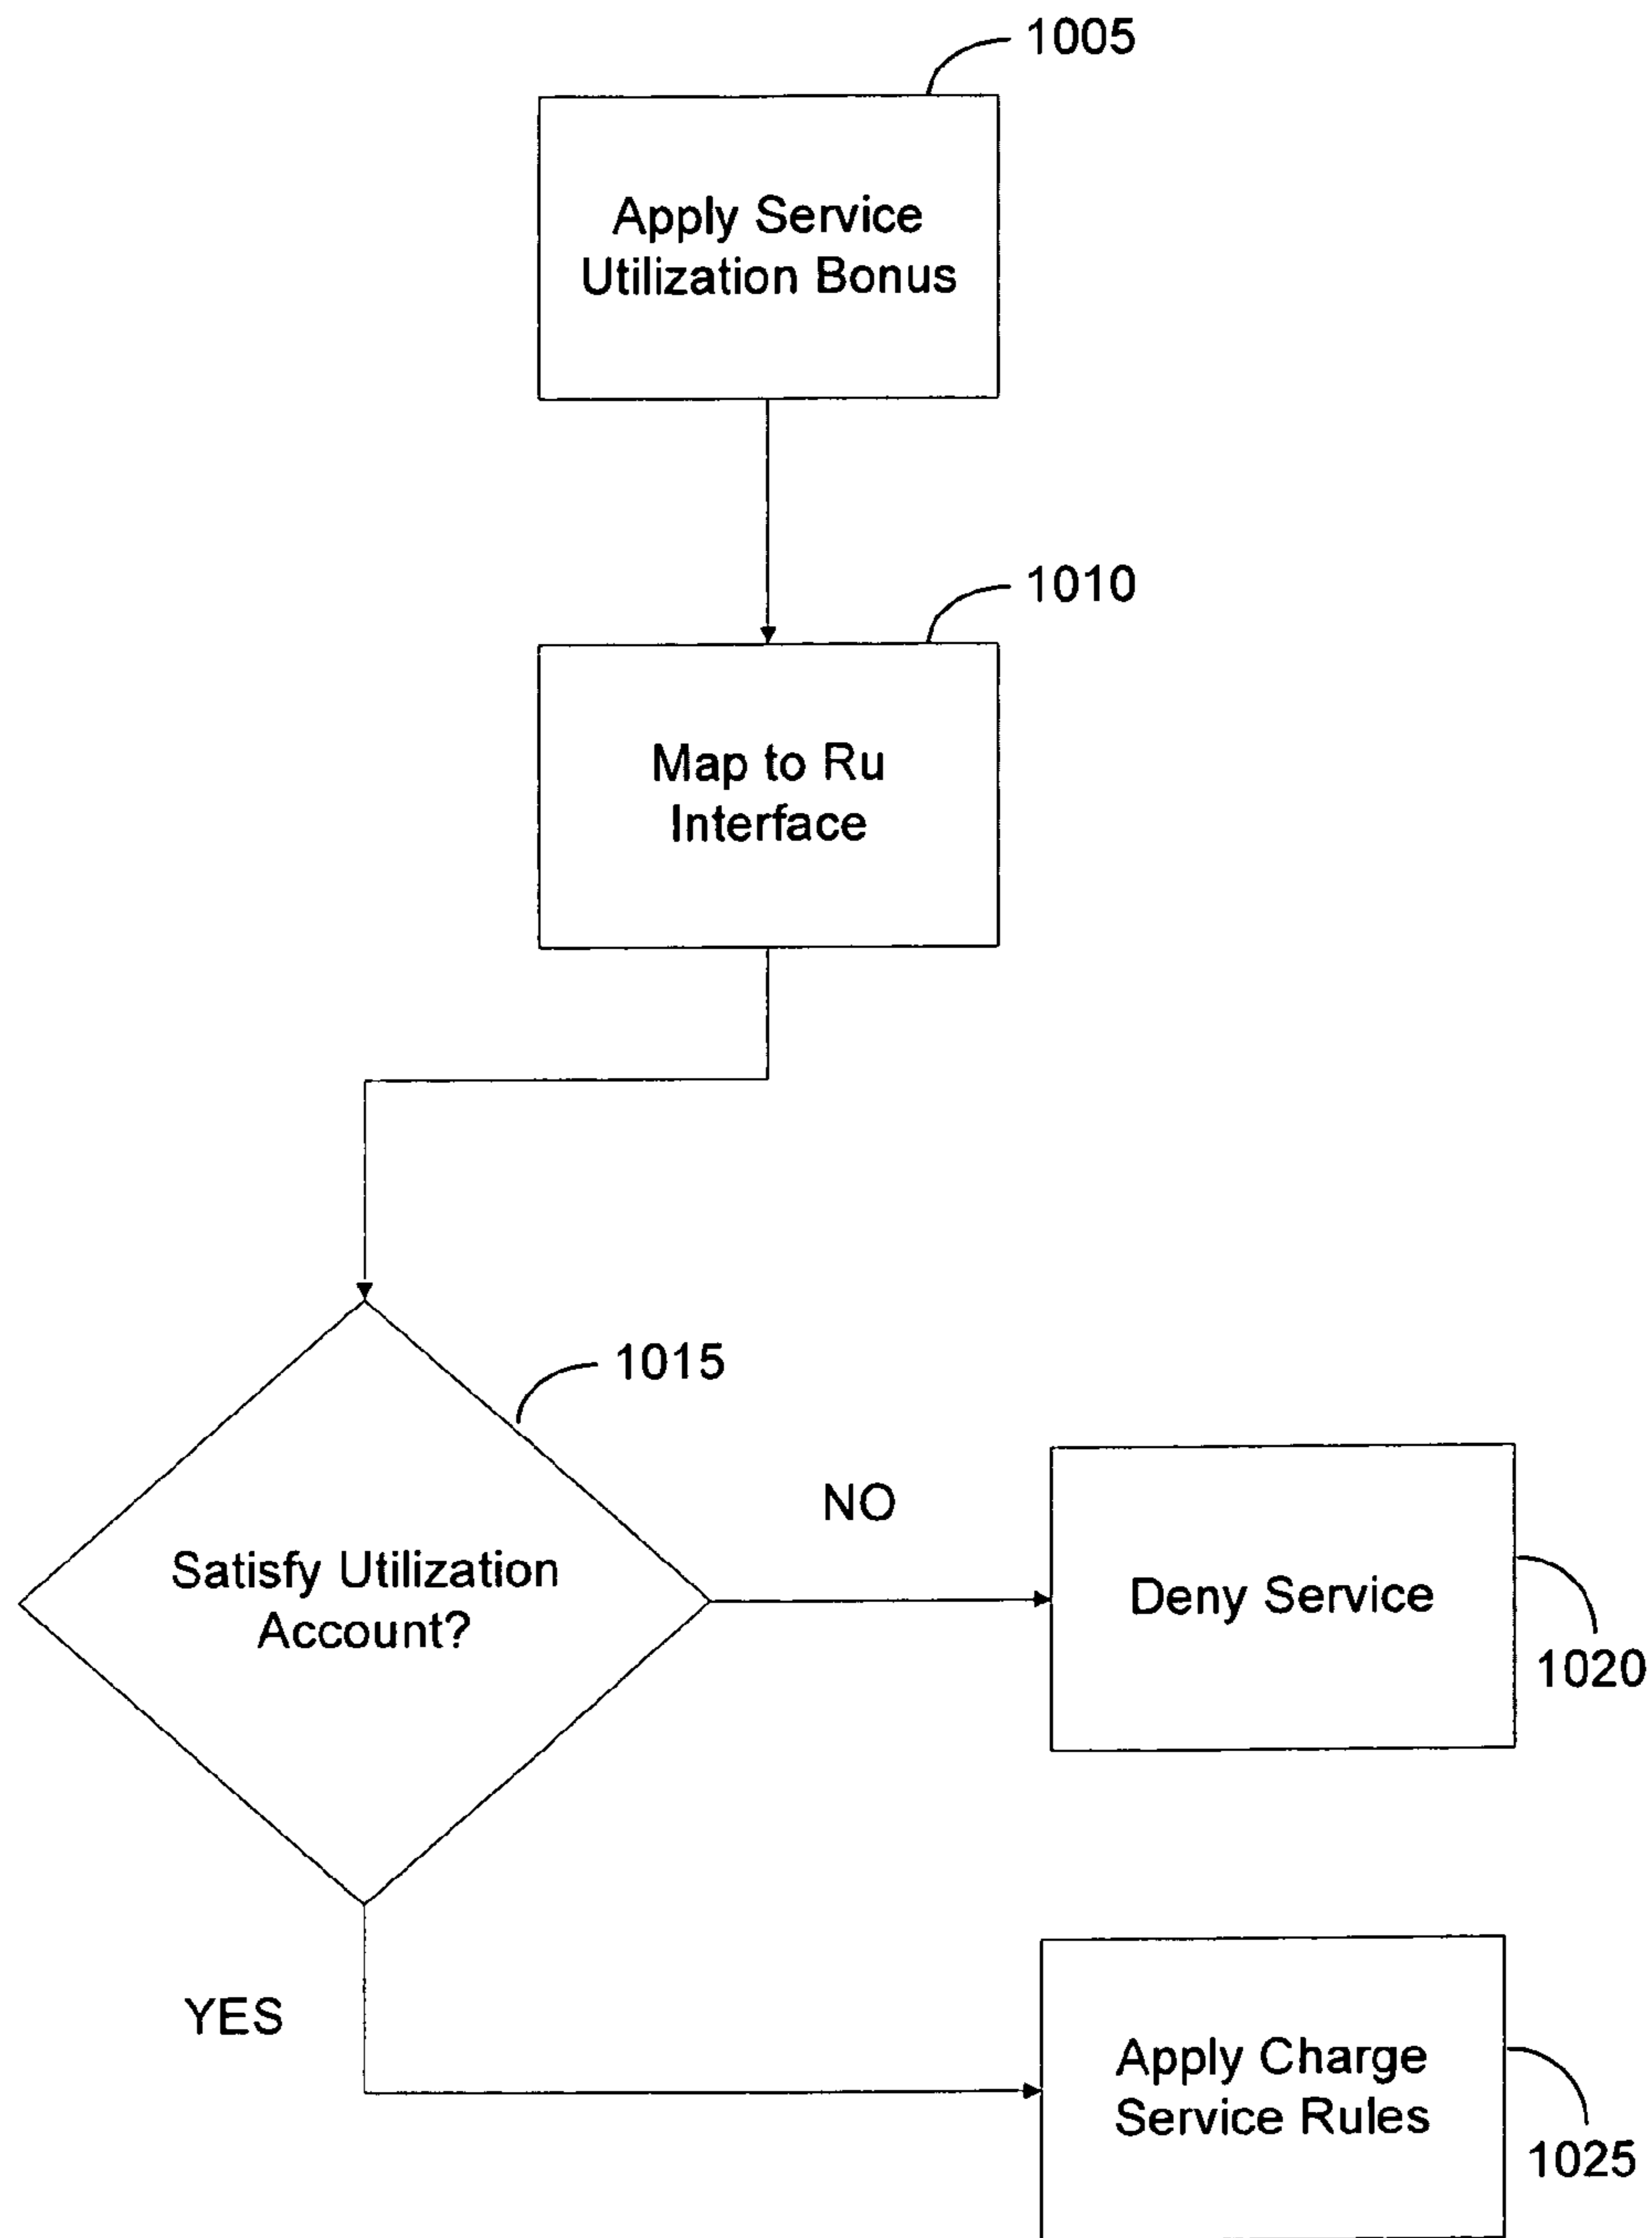 1005
Apply Service
Utilization Bonus
1010
Map to Ru
Interface
1015
NO
Satisfy Utilization
Account?
Deny Service
1020
YES
Apply Charge
Service Rules
1025